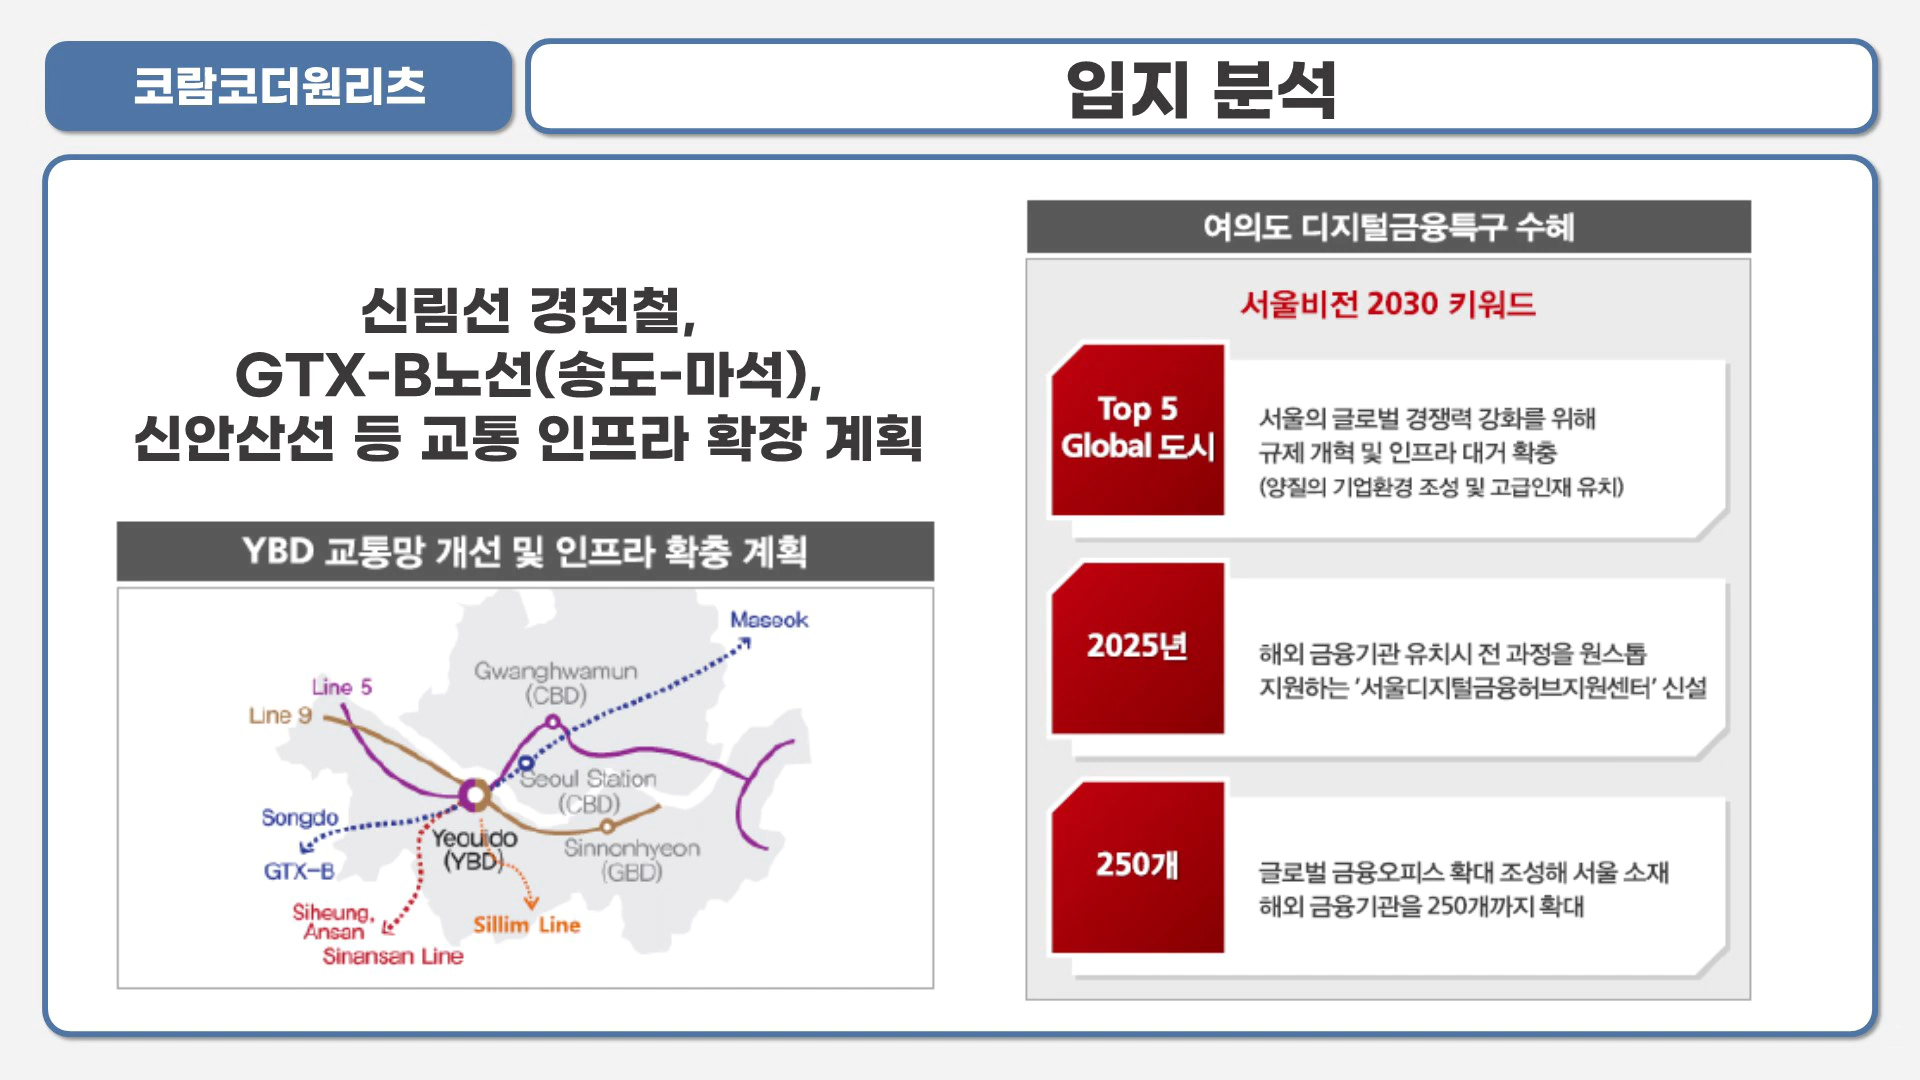 코람코더원리츠
입지 분석
신림선 경전철,
GTX-B노선(송도-마석),
신안산선 등 교통 인프라 확장 계획
YBD 교통망 개선 및 인프라 확충 계획
Maseok
Gwanghwamun
(CBD)
Line 5
Line 9
Seoul Station
(CBD)
Songdo
GTX-B
Yeouido
(YBD)
Sinnonhyeon
(GBD)
Siheung,
Ansan
Sinansan Line
Sillim Line
여의도 디지털금융특구 수혜
서울비전 2030 키워드
Top 5
Global 도시
서울의 글로벌 경쟁력 강화를 위해
규제 개혁 및 인프라 대거 확충
(양질의 기업환경 조성 및 고급인재 유치)
2025년
해외 금융기관 유치시 전 과정을 원스톱
지원하는 '서울디지털금융허브지원센터' 신설
250개
글로벌 금융오피스 확대 조성해 서울 소재
해외 금융기관을 250개까지 확대